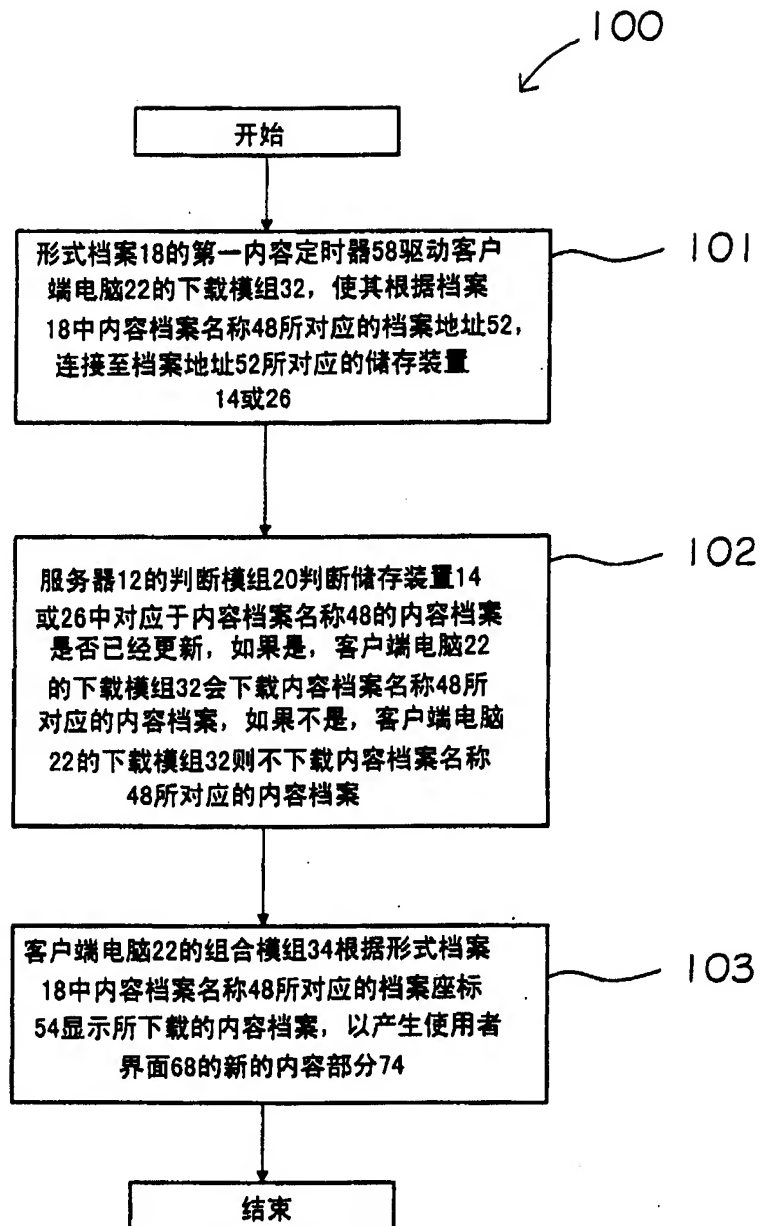 100
开始
形式档案18的第一内容定时器58驱动客户
端电脑22的下载模组32，使其根据档案
18中内容档案名称48所对应的档案地址52，
连接至档案地址52所对应的储存装置
14或26
101
服务器12的判断模组20判断储存装置14
或26中对应于内容档案名称48的内容档案
是否已经更新，如果是，客户端电脑22
的下载模组32会下载内容档案名称48所
对应的内容档案，如果不是，客户端电脑
22的下载模组32则不下载内容档案名称
48所对应的内容档案
102
客户端电脑22的组合模组34根据形式档案
18中内容档案名称48所对应的档案座标
54显示所下载的内容档案，以产生使用者
界面68的新的内容部分74
103
结束